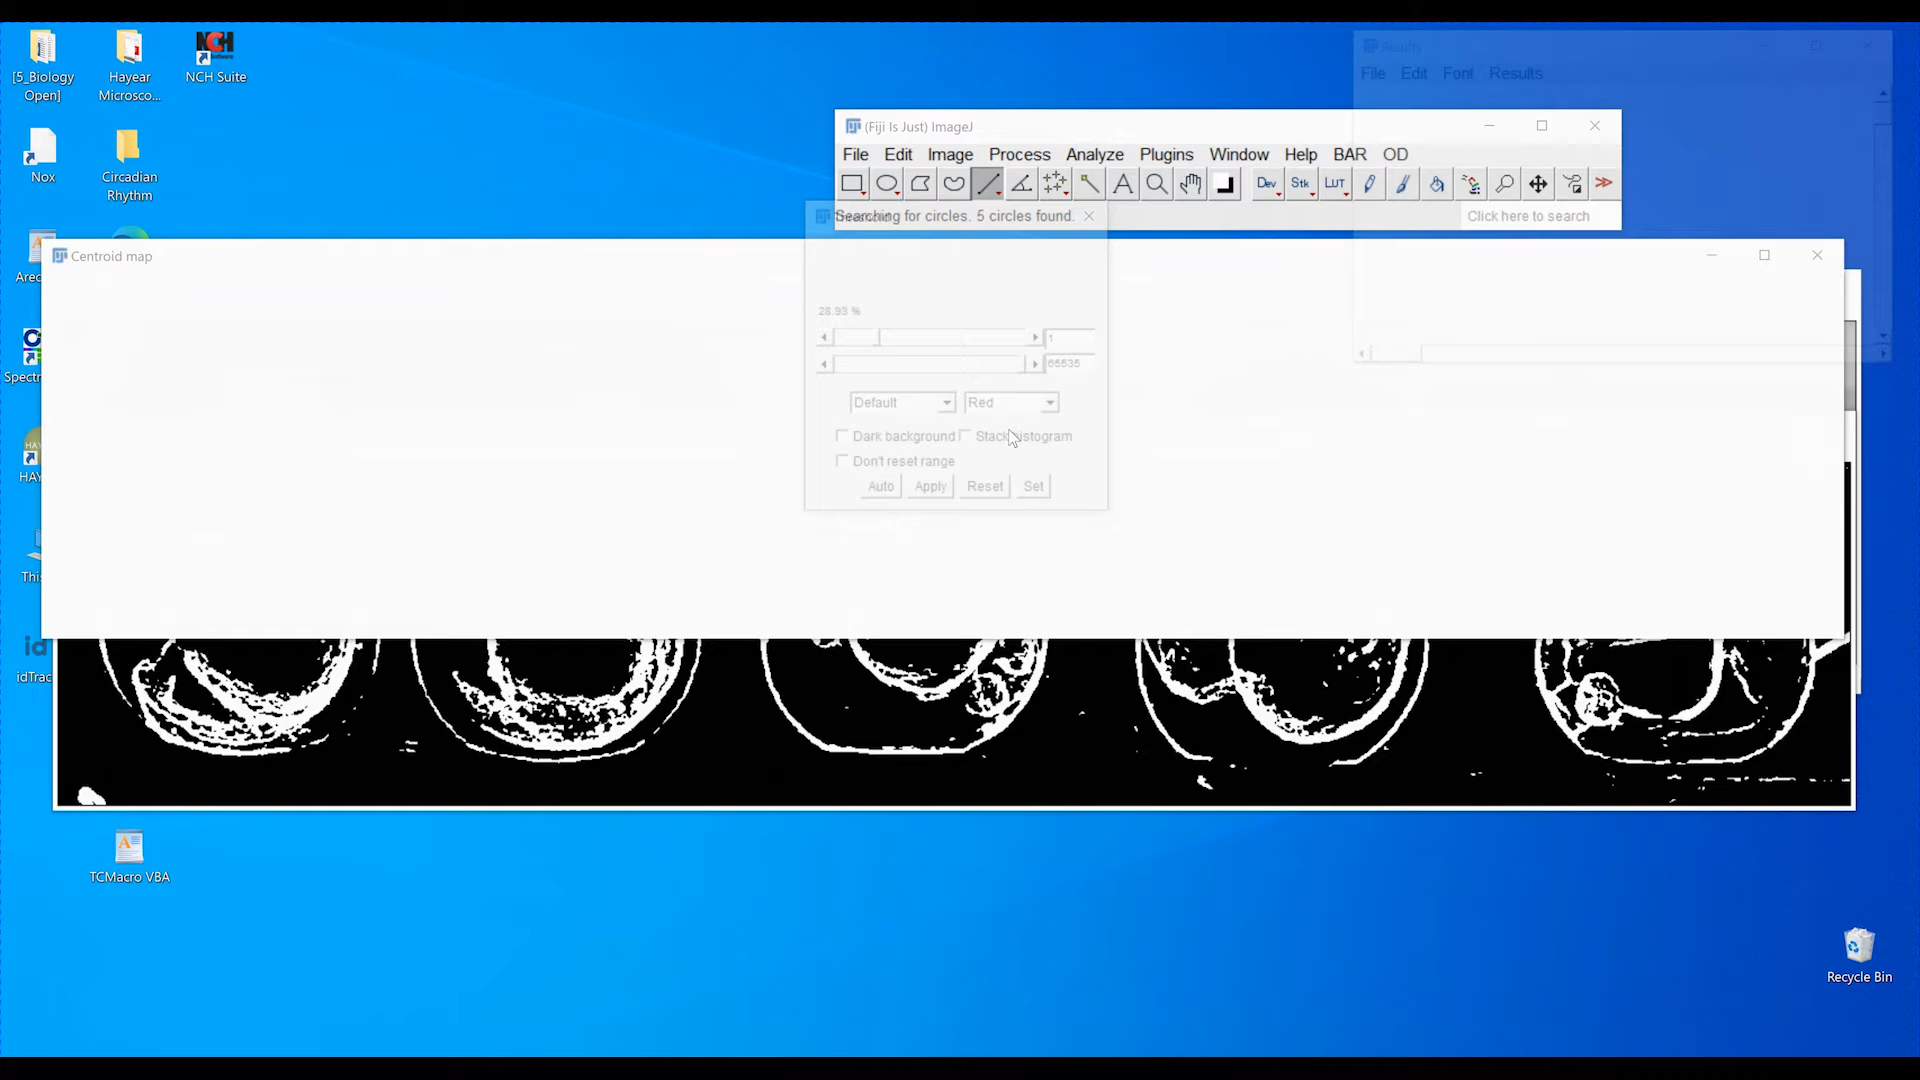 [5_Biology Open]
Hayear Microsco...
NCH Suite
Nox
Circadian Rhythm
Results
File Edit Font Results
(Fiji Is Just) ImageJ
File Edit Image Process Analyze Plugins Window Help BAR OD
Dev Stk LUT
Searching for circles. 5 circles found.
Click here to search
Centroid map
28.93 %
1
65535
Default Red
Dark background Stack histogram
Don't reset range
Auto Apply Reset Set
Spectr
HAY
This
id
idTrac
TCMacro VBA
Recycle Bin